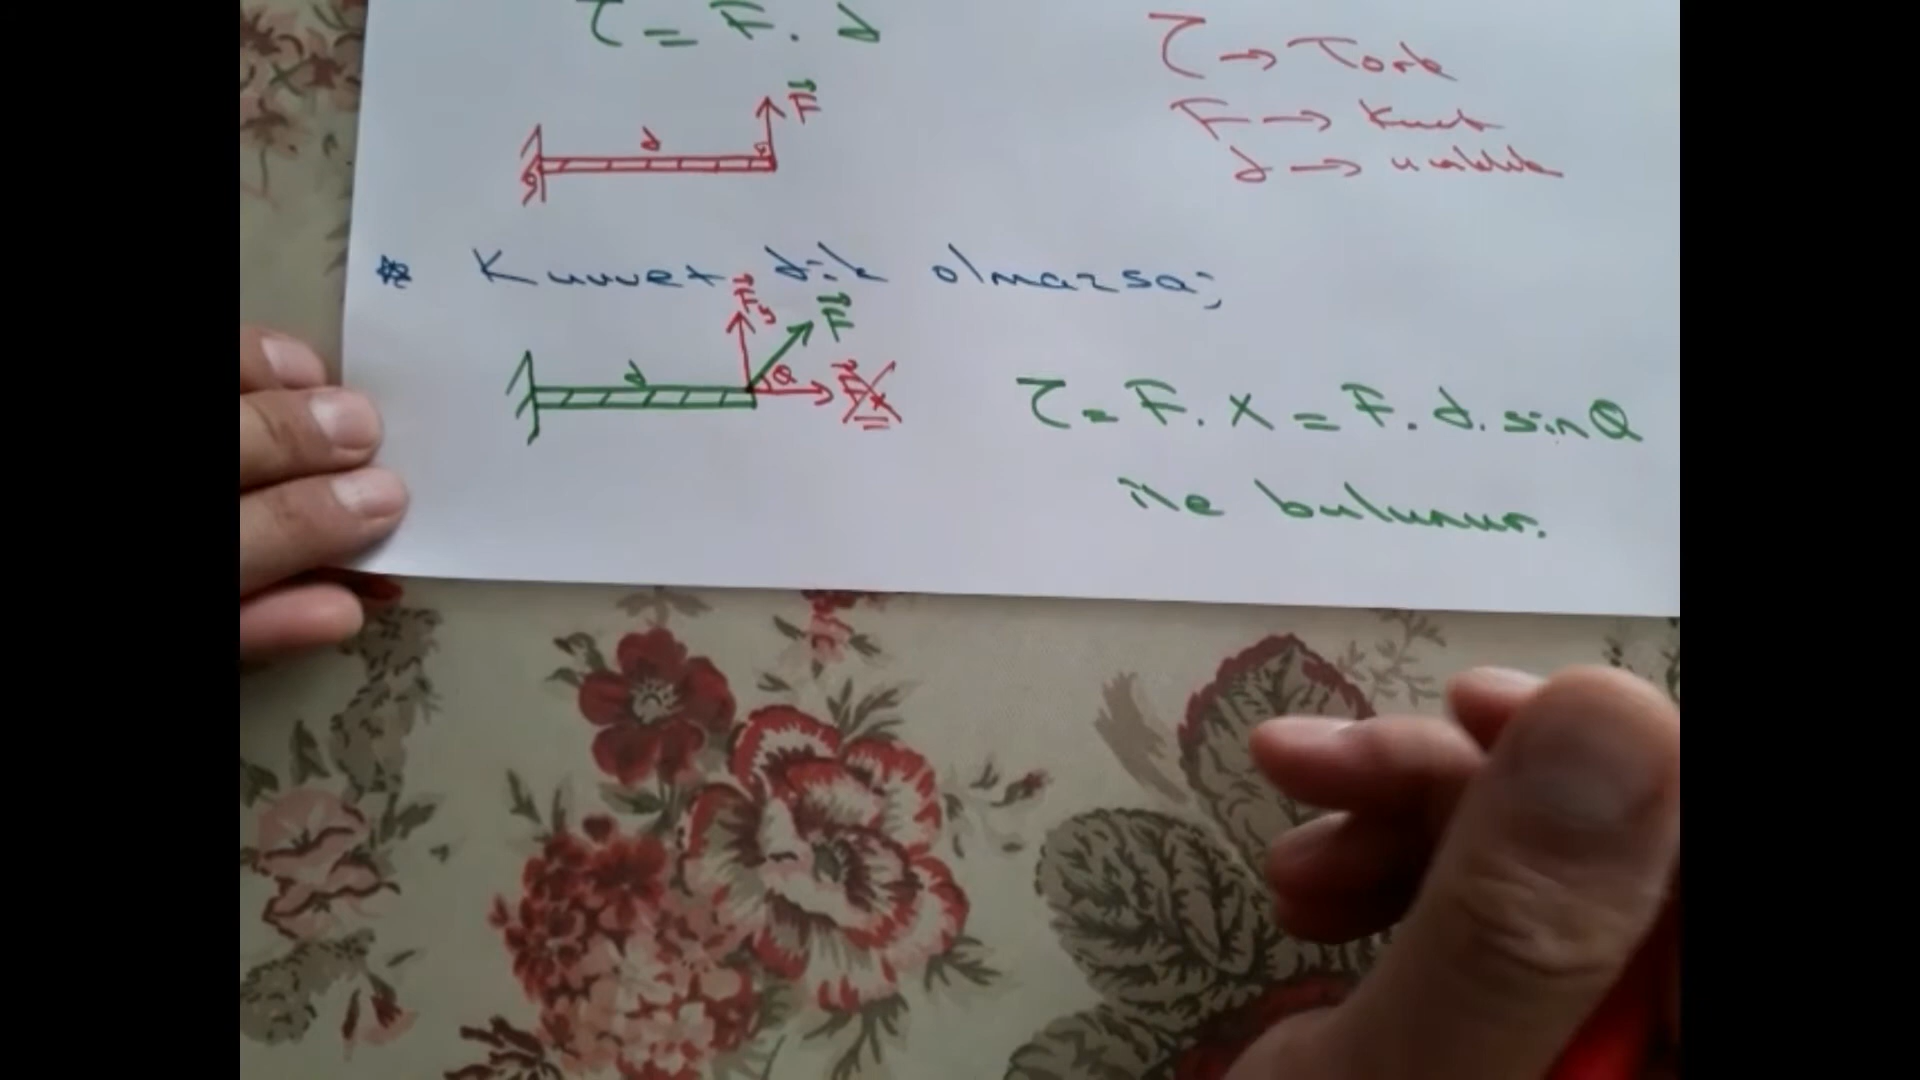 τ = F . d
τ → Tork
F → kuvvet
d → uzaklık
F
d
* Kuvvet dik olmazsa;
Fy
F
d
θ
Fx
τ = F . X = F . d . sinθ
ile bulunur.